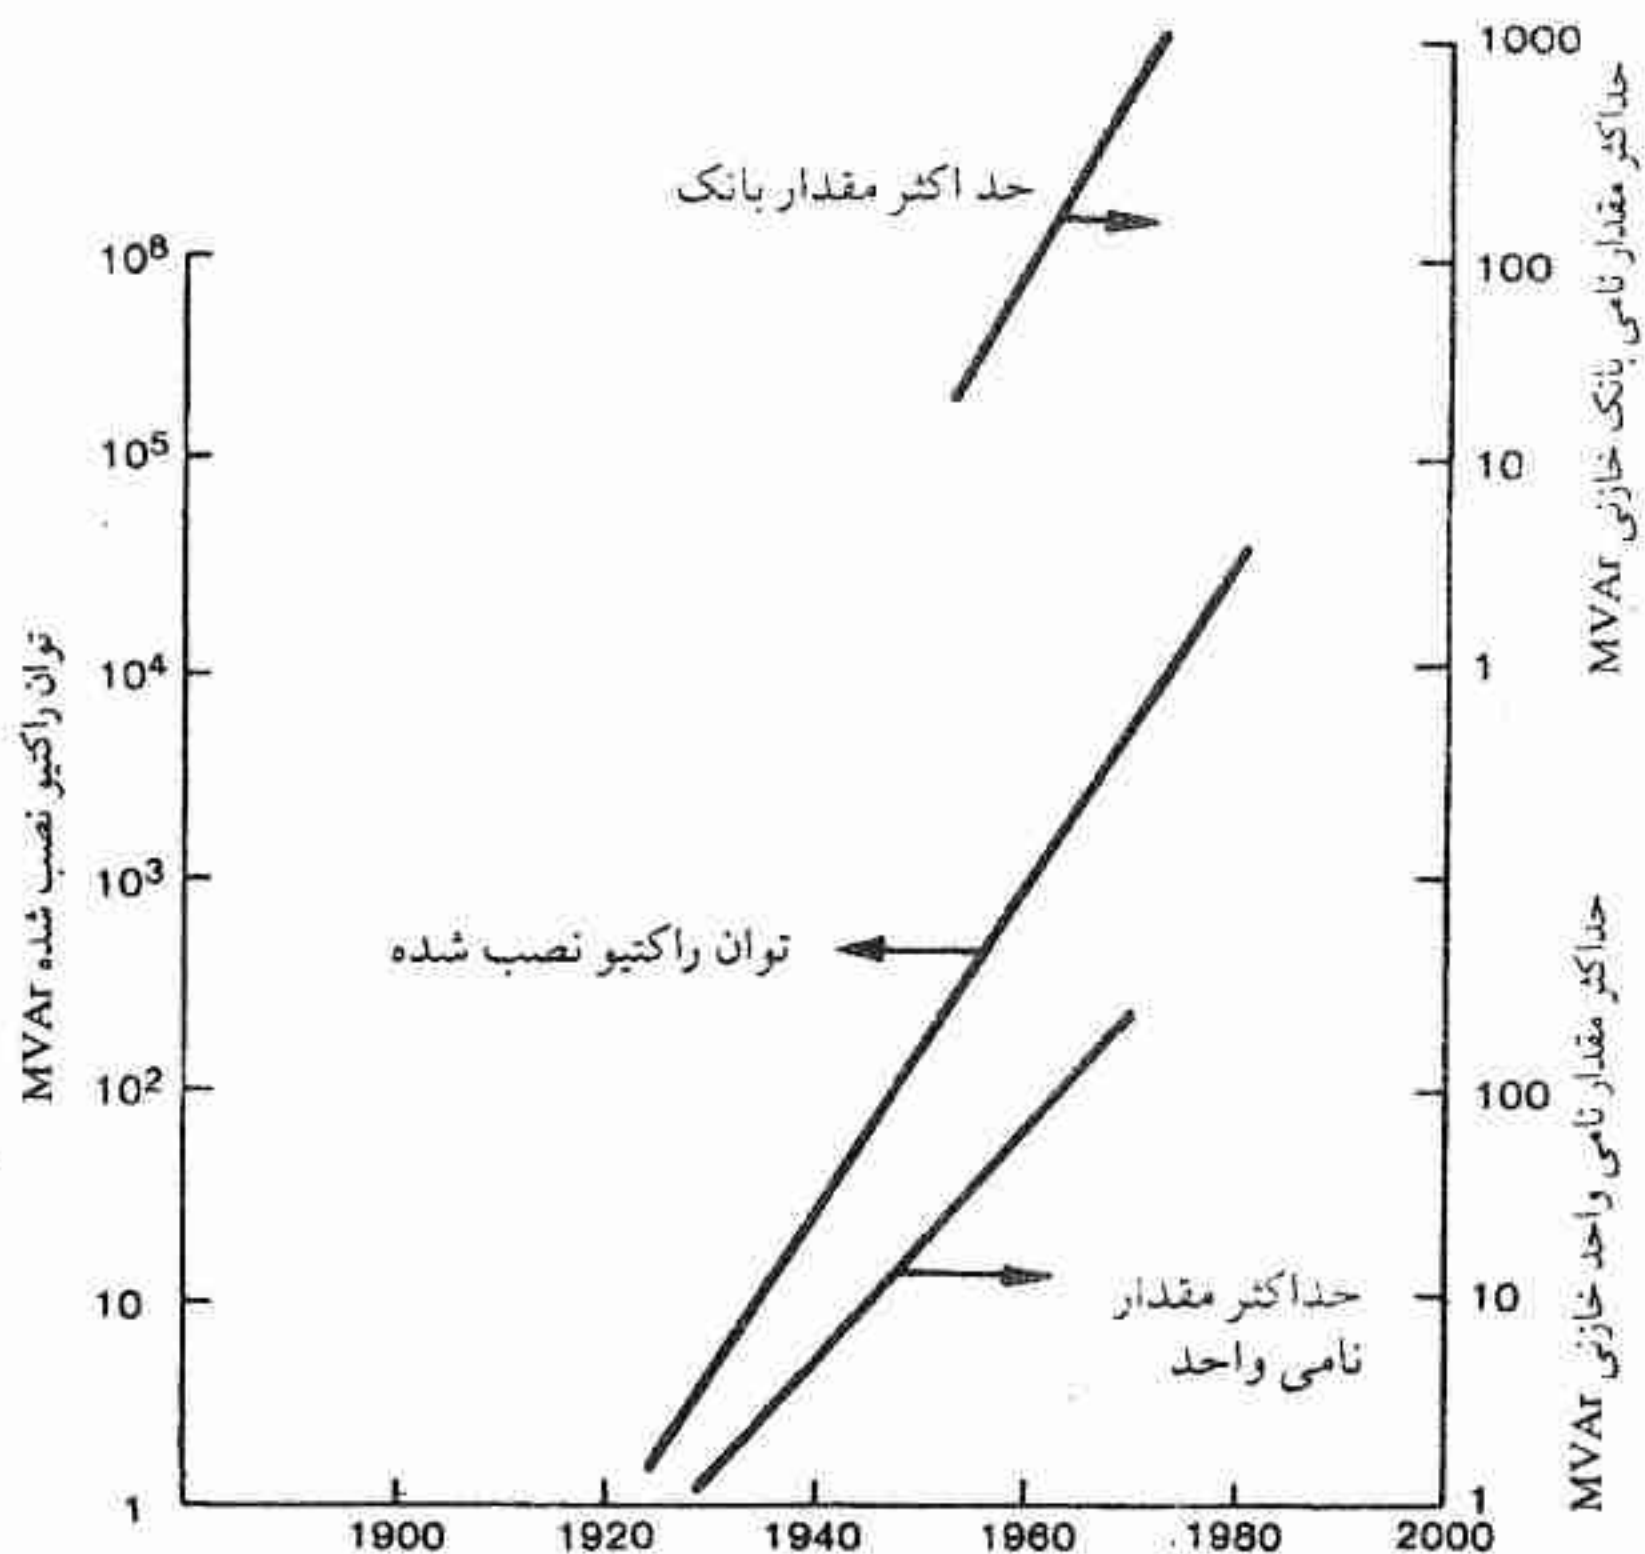 1000
حداکثر مقدار نامی بانک خازنی MVAr
حد اکثر مقدار بانک
10⁸
100
10⁵
10
توان راکتیو نصب شده MVAr
10⁴
1
10³
توان راکتیو نصب شده
حداکثر مقدار نامی واحد خازنی MVAr
10²
100
10
حداکثر مقدار
نامی واحد
10
1
1
1900 1920 1940 1960 1980 2000